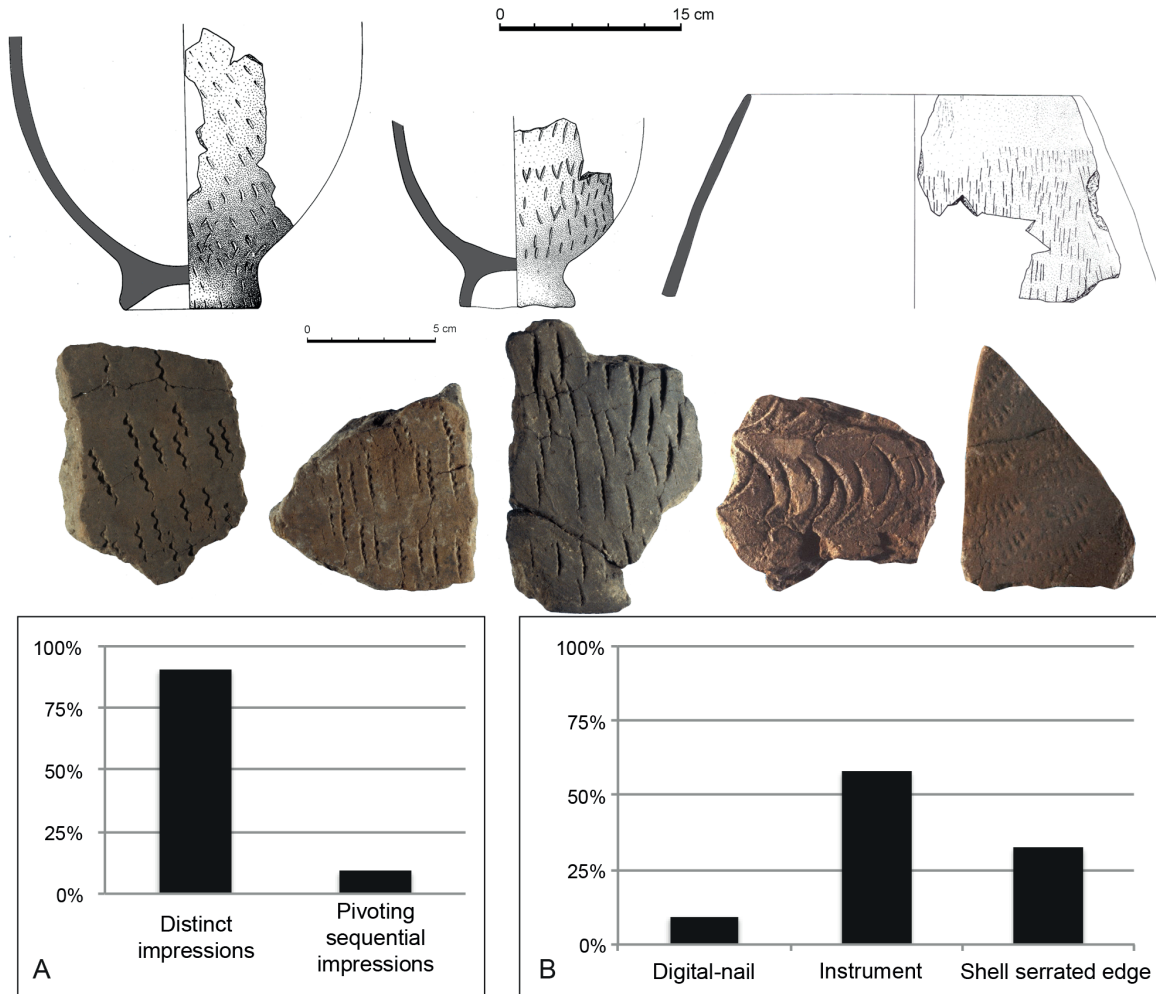 0 15 cm
0 5 cm
100%
75%
50%
25%
0%
Distinct
impressions
Pivoting
sequential
impressions
A
100%
75%
50%
25%
0%
Digital-nail
Instrument
Shell serrated edge
B